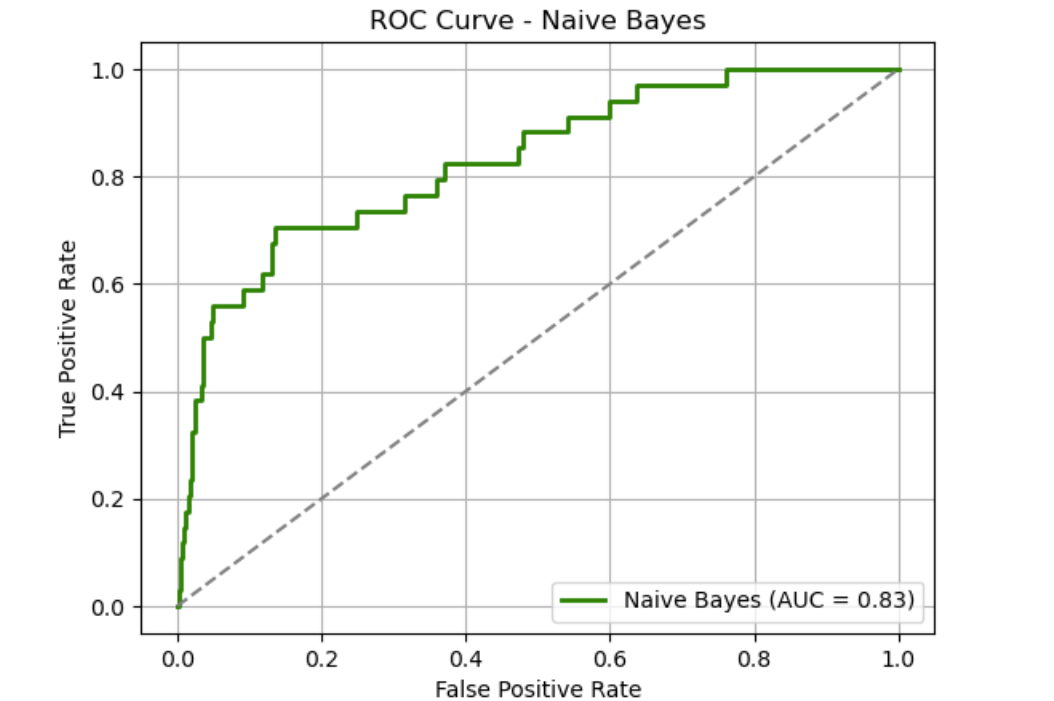 ROC Curve - Naive Bayes
1.0
0.8
0.6
0.4
0.2
0.0
True Positive Rate
Naive Bayes (AUC = 0.83)
0.0 0.2 0.4 0.6 0.8 1.0
False Positive Rate